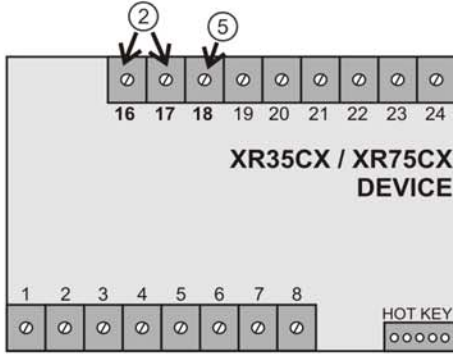 2 5
16 17 18 19 20 21 22 23 24
XR35CX / XR75CX
DEVICE
1 2 3 4 5 6 7 8
HOT KEY